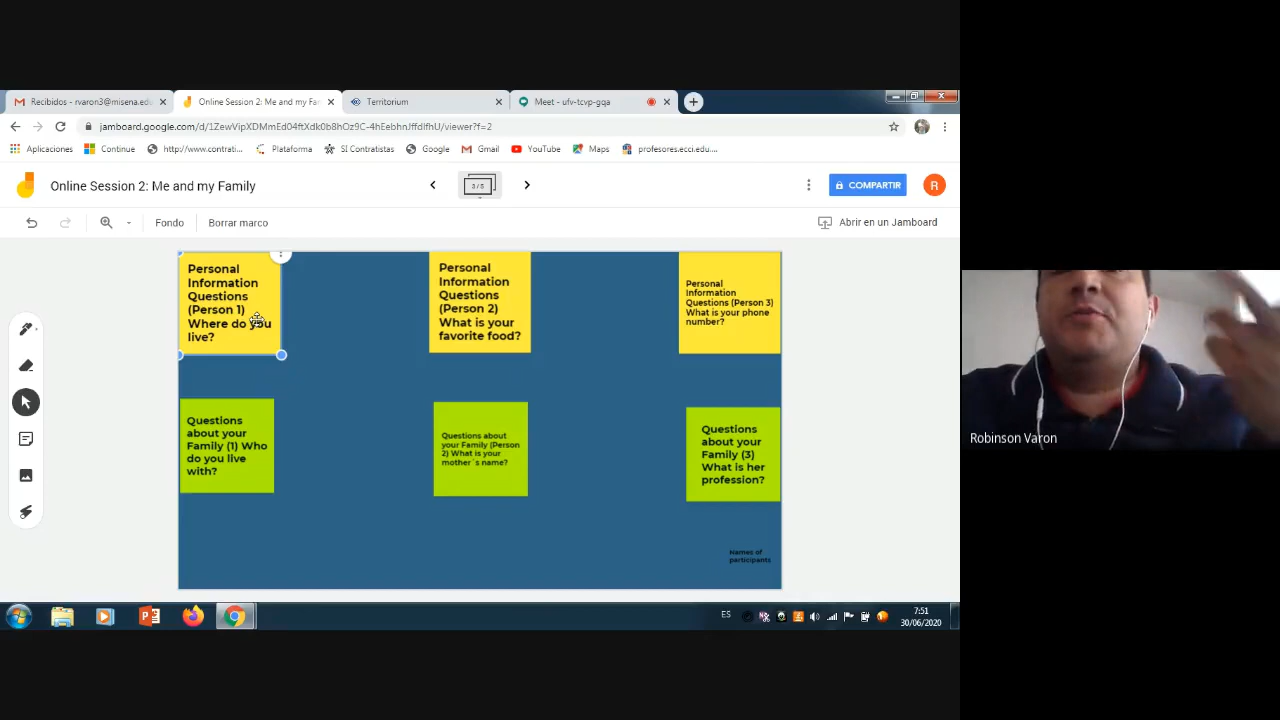 Recibidos - rvaron3@misena.edu
Online Session 2: Me and my Fa
Territorium
Meet - ufv-tcvp-gqa
jamboard.google.com/d/1ZewVipXDMmEd04ftXdk0b8hOz9C-4hEebhnJffdIfhU/viewer?f=2
Aplicaciones
Continue
http://www.contrati...
Plataforma
SI Contratistas
Google
Gmail
YouTube
Maps
profesores.ecci.edu....
Online Session 2: Me and my Family
3 / 5
COMPARTIR
R
Fondo
Borrar marco
Abrir en un Jamboard
Personal
Information
Questions
(Person 1)
Where do you
live?
Personal
Information
Questions
(Person 2)
What is your
favorite food?
Personal
Information
Questions (Person 3)
What is your phone
number?
Questions
about your
Family (1) Who
do you live
with?
Questions about
your Family (Person
2) What is your
mother´s name?
Questions
about your
Family (3)
What is her
profession?
Names of
participants
Robinson Varon
ES
7:51
30/06/2020